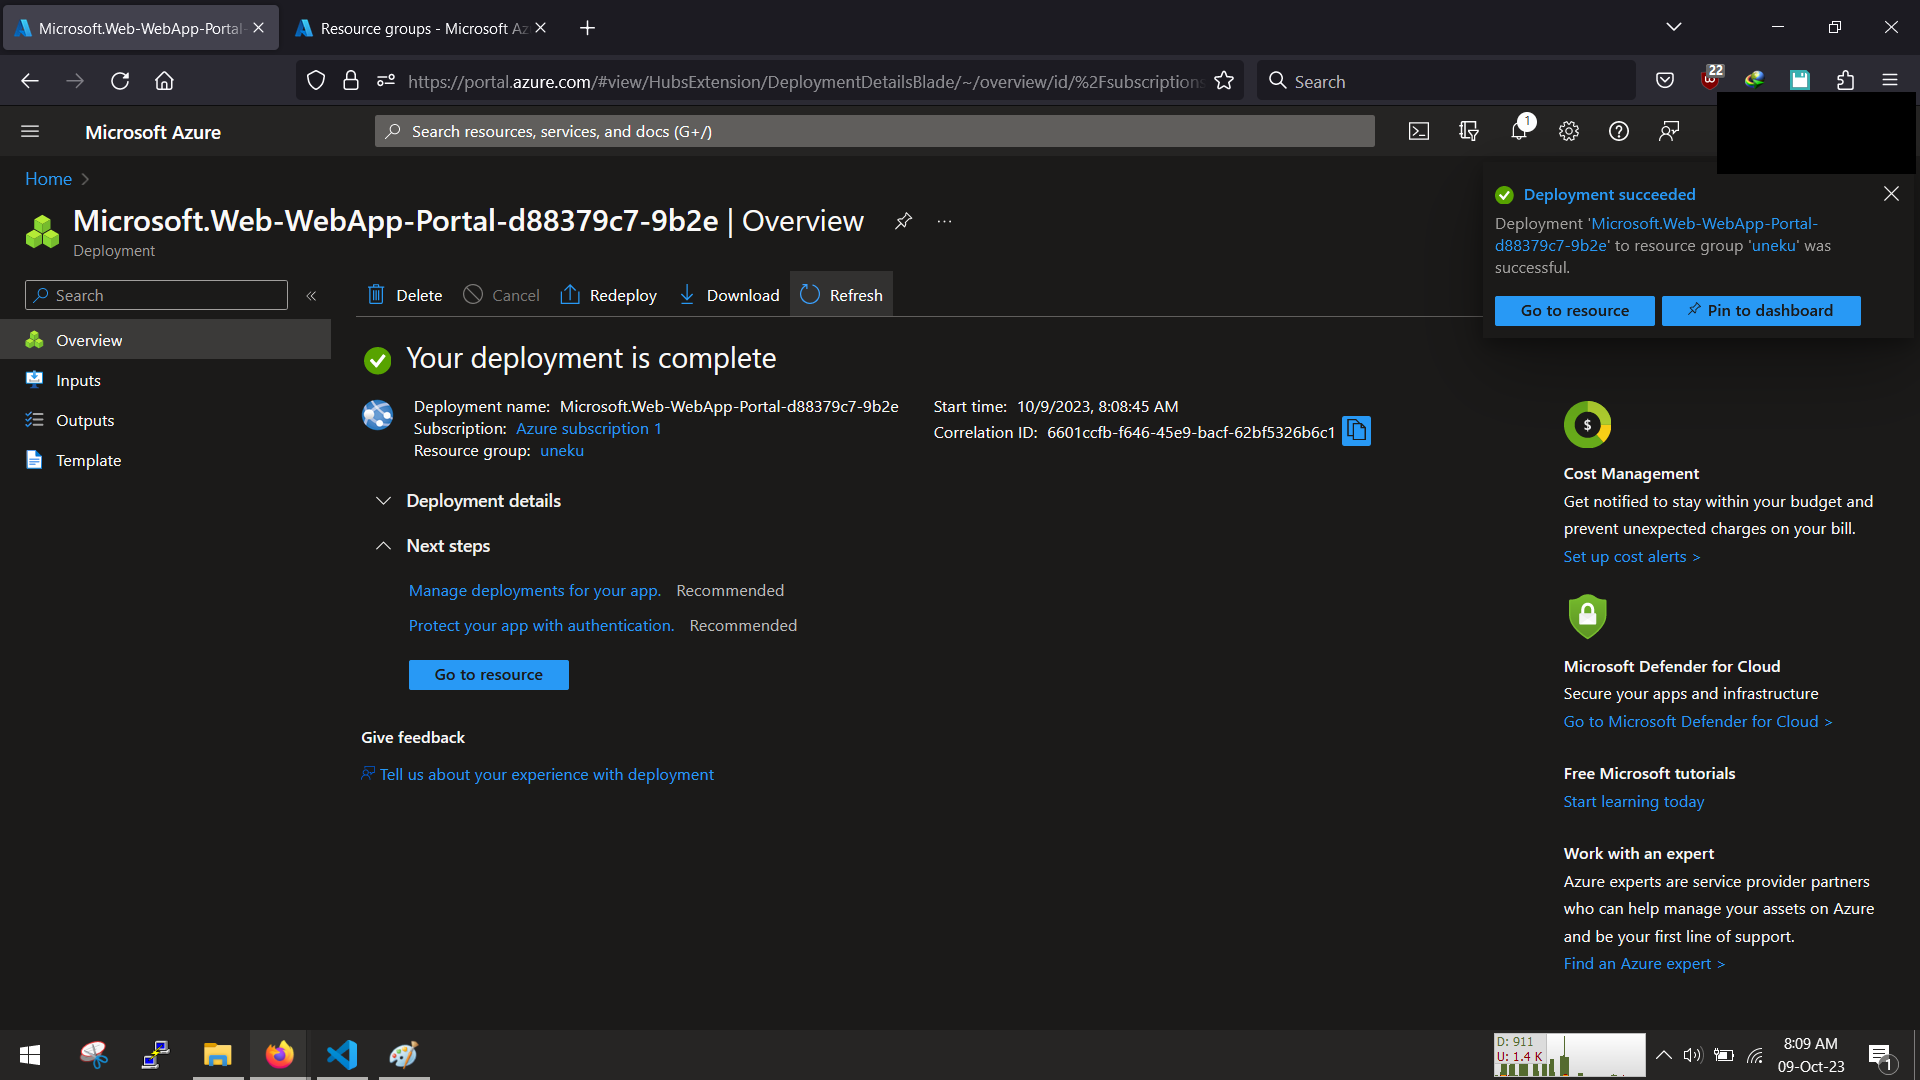 Microsoft.Web-WebApp-Portal-
Resource groups - Microsoft Az
https://portal.azure.com/#view/HubsExtension/DeploymentDetailsBlade/~/overview/id/%2Fsubscriptions
Search
22
Microsoft Azure
Search resources, services, and docs (G+/)
1
Home
Microsoft.Web-WebApp-Portal-d88379c7-9b2e | Overview
Deployment
Deployment succeeded
Deployment 'Microsoft.Web-WebApp-Portal-
d88379c7-9b2e' to resource group 'uneku' was
successful.
Go to resource
Pin to dashboard
Search
Overview
Inputs
Outputs
Template
Delete
Cancel
Redeploy
Download
Refresh
Your deployment is complete
Deployment name: Microsoft.Web-WebApp-Portal-d88379c7-9b2e
Subscription: Azure subscription 1
Resource group: uneku
Start time: 10/9/2023, 8:08:45 AM
Correlation ID: 6601ccfb-f646-45e9-bacf-62bf5326b6c1
Deployment details
Next steps
Manage deployments for your app. Recommended
Protect your app with authentication. Recommended
Go to resource
Give feedback
Tell us about your experience with deployment
$
Cost Management
Get notified to stay within your budget and
prevent unexpected charges on your bill.
Set up cost alerts >
Microsoft Defender for Cloud
Secure your apps and infrastructure
Go to Microsoft Defender for Cloud >
Free Microsoft tutorials
Start learning today
Work with an expert
Azure experts are service provider partners
who can help manage your assets on Azure
and be your first line of support.
Find an Azure expert >
D: 911
U: 1.4 K
8:09 AM
09-Oct-23
1